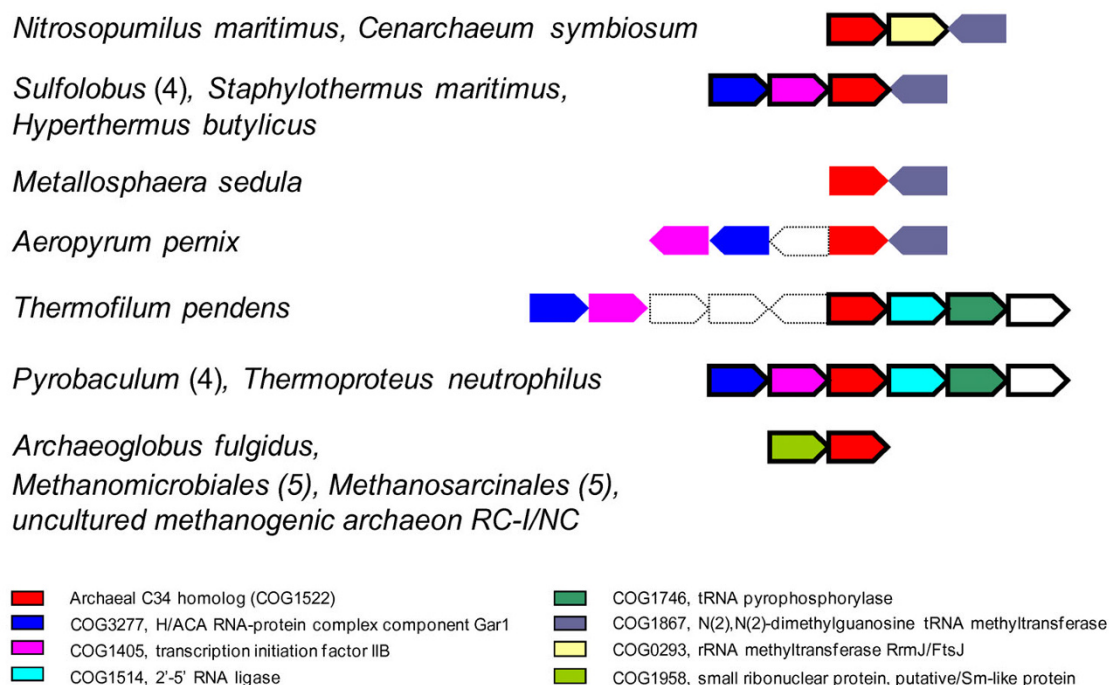 Nitrosopumilus maritimus, Cenarchaeum symbiosum
Sulfolobus (4), Staphylothermus maritimus,
Hyperthermus butylicus
Metallosphaera sedula
Aeropyrum pernix
Thermofilum pendens
Pyrobaculum (4), Thermoproteus neutrophilus
Archaeoglobus fulgidus,
Methanomicrobiales (5), Methanosarcinales (5),
uncultured methanogenic archaeon RC-I/NC
Archaeal C34 homolog (COG1522)
COG3277, H/ACA RNA-protein complex component Gar1
COG1405, transcription initiation factor IIB
COG1514, 2'-5' RNA ligase
COG1746, tRNA pyrophosphorylase
COG1867, N(2),N(2)-dimethylguanosine tRNA methyltransferase
COG0293, rRNA methyltransferase RrmJ/FtsJ
COG1958, small ribonuclear protein, putative/Sm-like protein